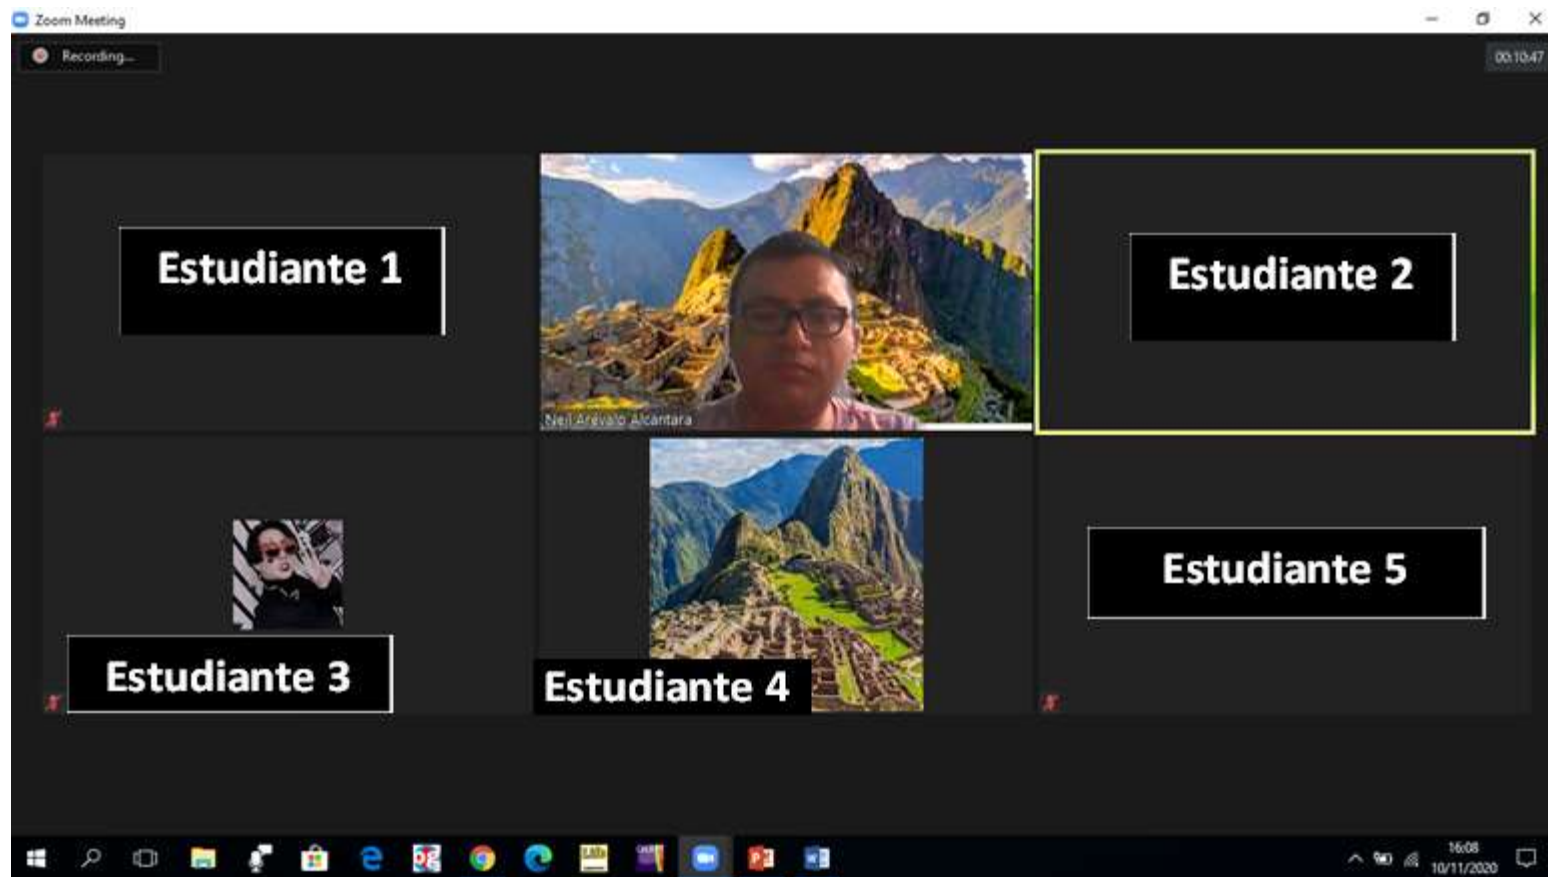 Zoom Meeting
Recording...
00:10:47
Estudiante 1
Neil Arevalo Alcantara
Estudiante 2
Estudiante 3
Estudiante 4
Estudiante 5
16:08
10/11/2020